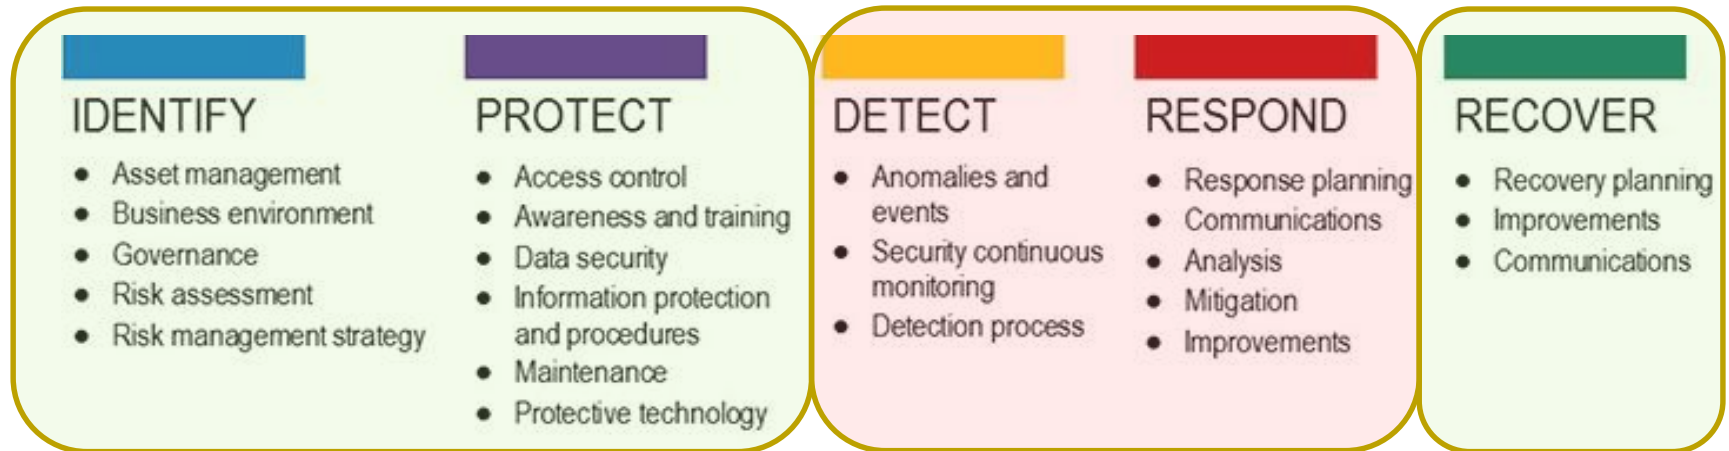 IDENTIFY
● Asset management
● Business environment
● Governance
● Risk assessment
● Risk management strategy
PROTECT
● Access control
● Awareness and training
● Data security
● Information protection
and procedures
● Maintenance
● Protective technology
DETECT
● Anomalies and
events
● Security continuous
monitoring
● Detection process
RESPOND
● Response planning
● Communications
● Analysis
● Mitigation
● Improvements
RECOVER
● Recovery planning
● Improvements
● Communications